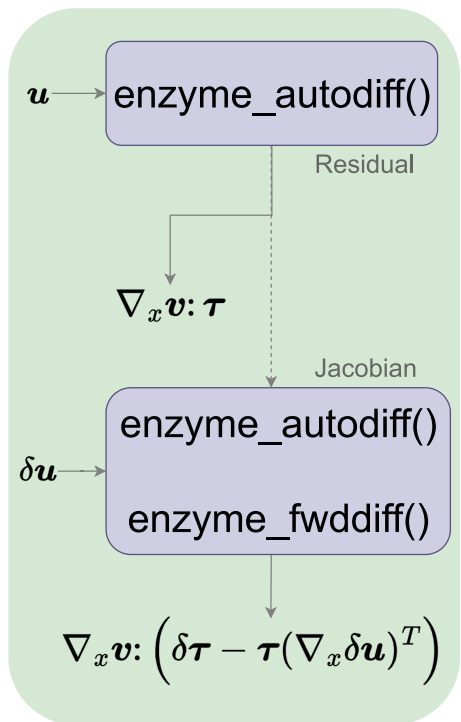 u
enzyme_autodiff()
Residual
∇ₓv: τ
Jacobian
enzyme_autodiff()
δu
enzyme_fwddiff()
∇ₓv: (δτ − τ(∇ₓδu)ᵀ)